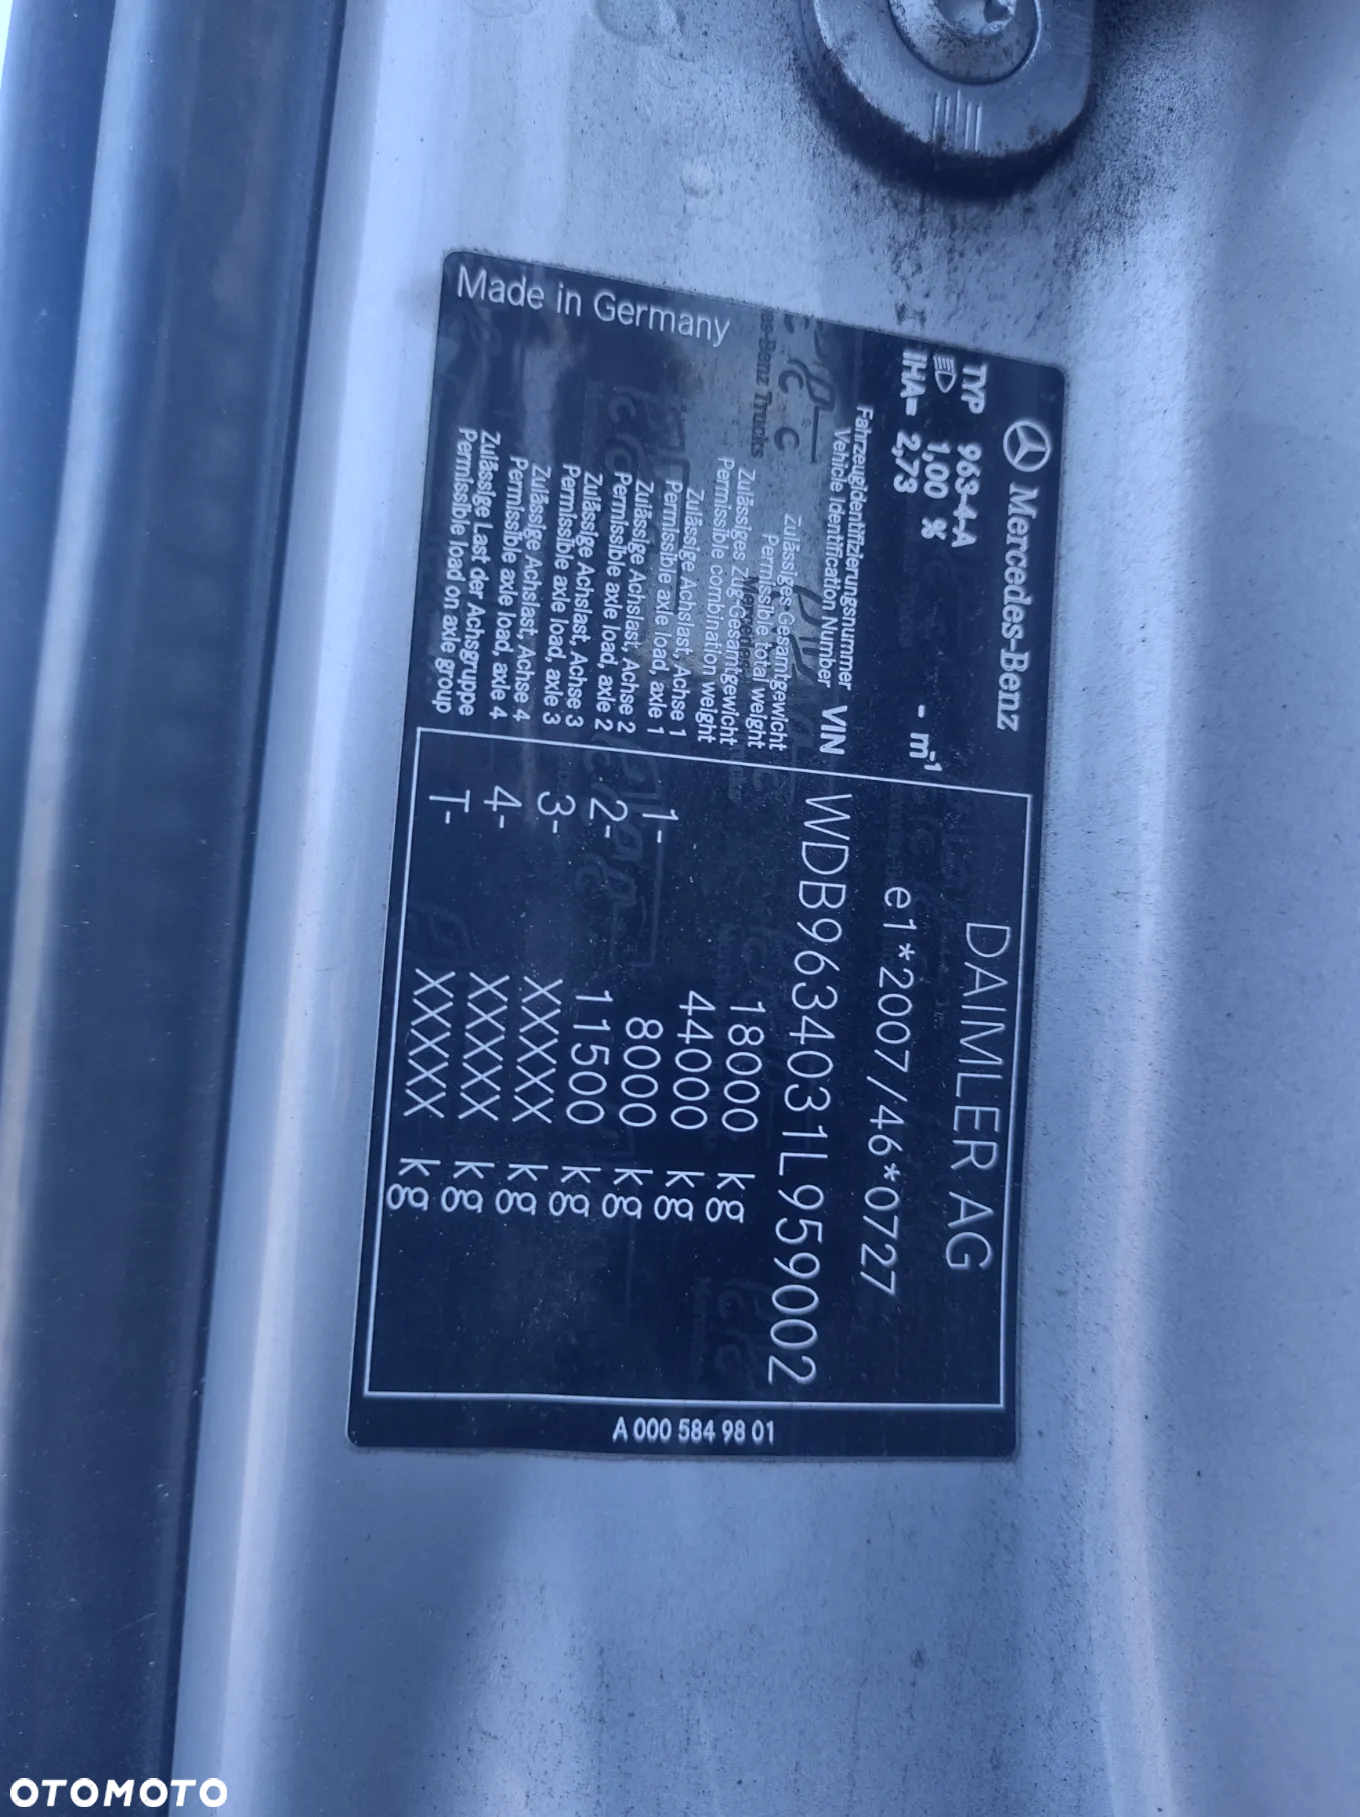 Mercedes-Benz
TYP 963-4-A
1,00 % - m⁻¹
IHA= 2,73
DAIMLER AG
e1*2007/46*0727
Fahrzeugidentifizierungsnummer
Vehicle Identification Number VIN WDB9634031L959002
Zulässiges Gesamtgewicht
Permissible total weight 18000 kg
Zulässiges Zug-Gesamtgewicht
Permissible combination weight 44000 kg
Zulässige Achslast, Achse 1
Permissible axle load, axle 1 1- 8000 kg
Zulässige Achslast, Achse 2
Permissible axle load, axle 2 2- 11500 kg
Zulässige Achslast, Achse 3
Permissible axle load, axle 3 3- XXXXX kg
Zulässige Achslast, Achse 4
Permissible axle load, axle 4 4- XXXXX kg
Zulässige Last der Achsgruppe
Permissible load on axle group T- XXXXX kg
Made in Germany
A 000 584 98 01
OTOMOTO